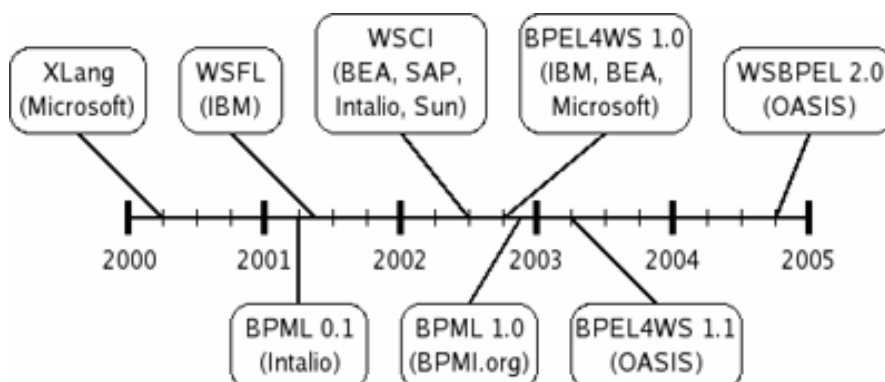 XLang
(Microsoft)
WSFL
(IBM)
WSCI
(BEA, SAP,
Intalio, Sun)
BPEL4WS 1.0
(IBM, BEA,
Microsoft)
WSBPEL 2.0
(OASIS)
2000
2001
2002
2003
2004
2005
BPML 0.1
(Intalio)
BPML 1.0
(BPMI.org)
BPEL4WS 1.1
(OASIS)